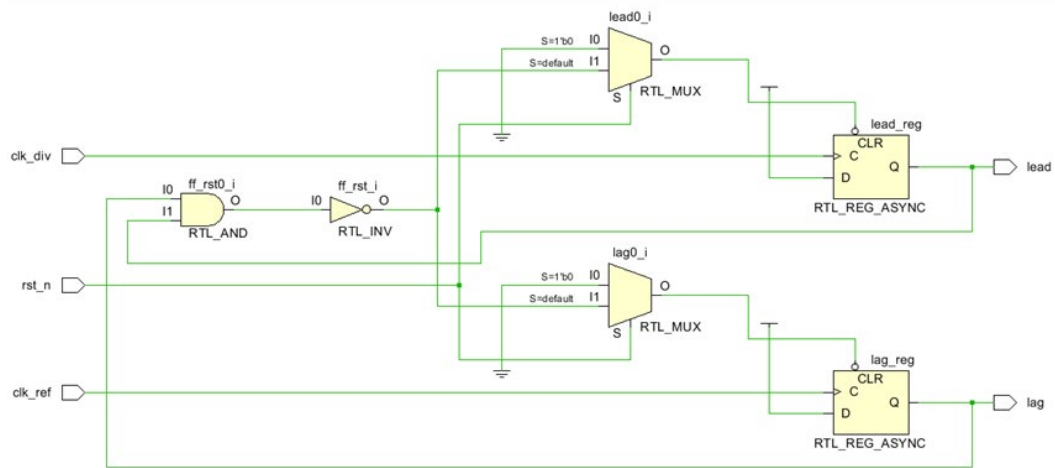 lead0_i
S=1'b0 I0
O
S=default I1
S
RTL_MUX
lead_reg
CLR
clk_div
C
Q
lead
D
RTL_REG_ASYNC
ff_rst0_i
I0
O
I1
RTL_AND
ff_rst_i
I0
O
RTL_INV
rst_n
lag0_i
S=1'b0 I0
O
S=default I1
S
RTL_MUX
lag_reg
CLR
clk_ref
C
Q
lag
D
RTL_REG_ASYNC